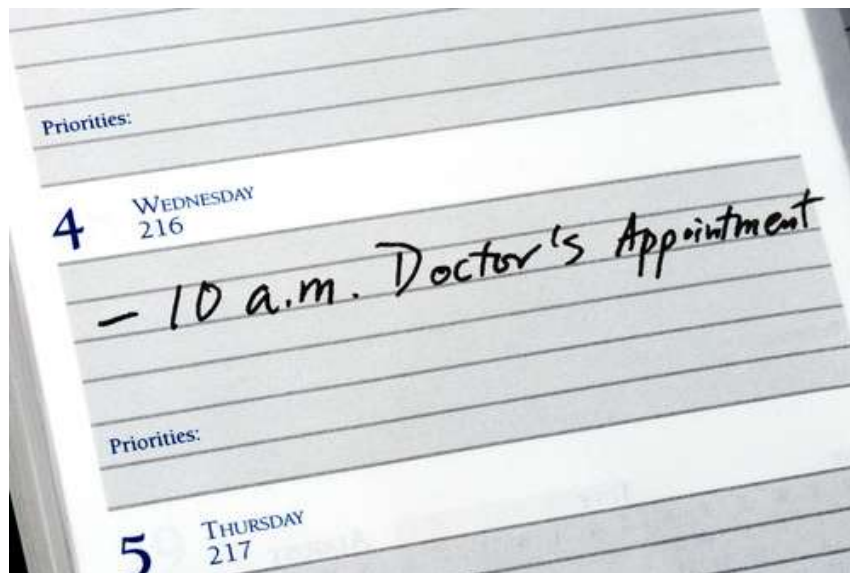 Priorities:
4 WEDNESDAY
216
– 10 a.m. Doctor's Appointment
Priorities:
5 THURSDAY
217